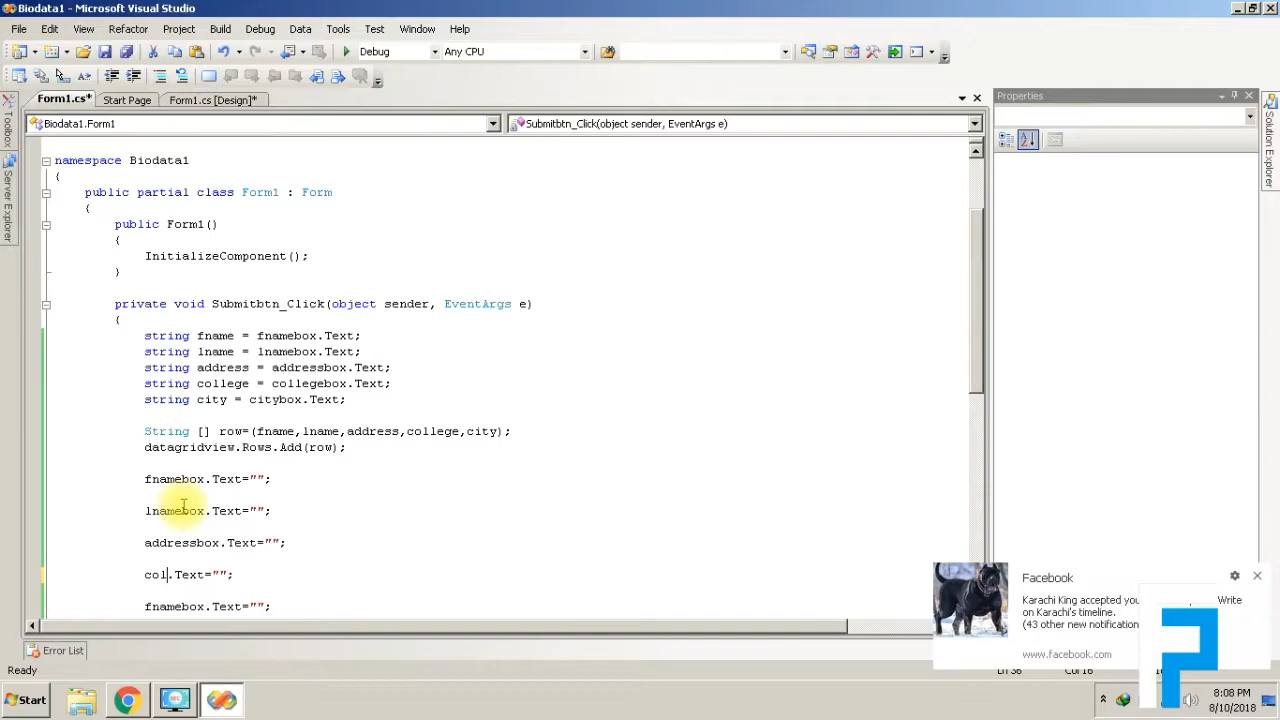 Biodata1 - Microsoft Visual Studio
File Edit View Refactor Project Build Debug Data Tools Test Window Help
Debug Any CPU
Form1.cs* Start Page Form1.cs [Design]*
Properties
Biodata1.Form1 Submitbtn_Click(object sender, EventArgs e)
Toolbox
Server Explorer
Solution Explorer
namespace Biodata1
{
public partial class Form1 : Form
{
public Form1()
{
InitializeComponent();
}
private void Submitbtn_Click(object sender, EventArgs e)
{
string fname = fnamebox.Text;
string lname = lnamebox.Text;
string address = addressbox.Text;
string college = collegebox.Text;
string city = citybox.Text;
String [] row=(fname,lname,address,college,city);
datagridview.Rows.Add(row);
fnamebox.Text="";
lnamebox.Text="";
addressbox.Text="";
col.Text="";
fnamebox.Text="";
Facebook
Karachi King accepted you Write
on Karachi's timeline.
(43 other new notification
www.facebook.com
Error List
Ready
Start
8:08 PM
8/10/2018